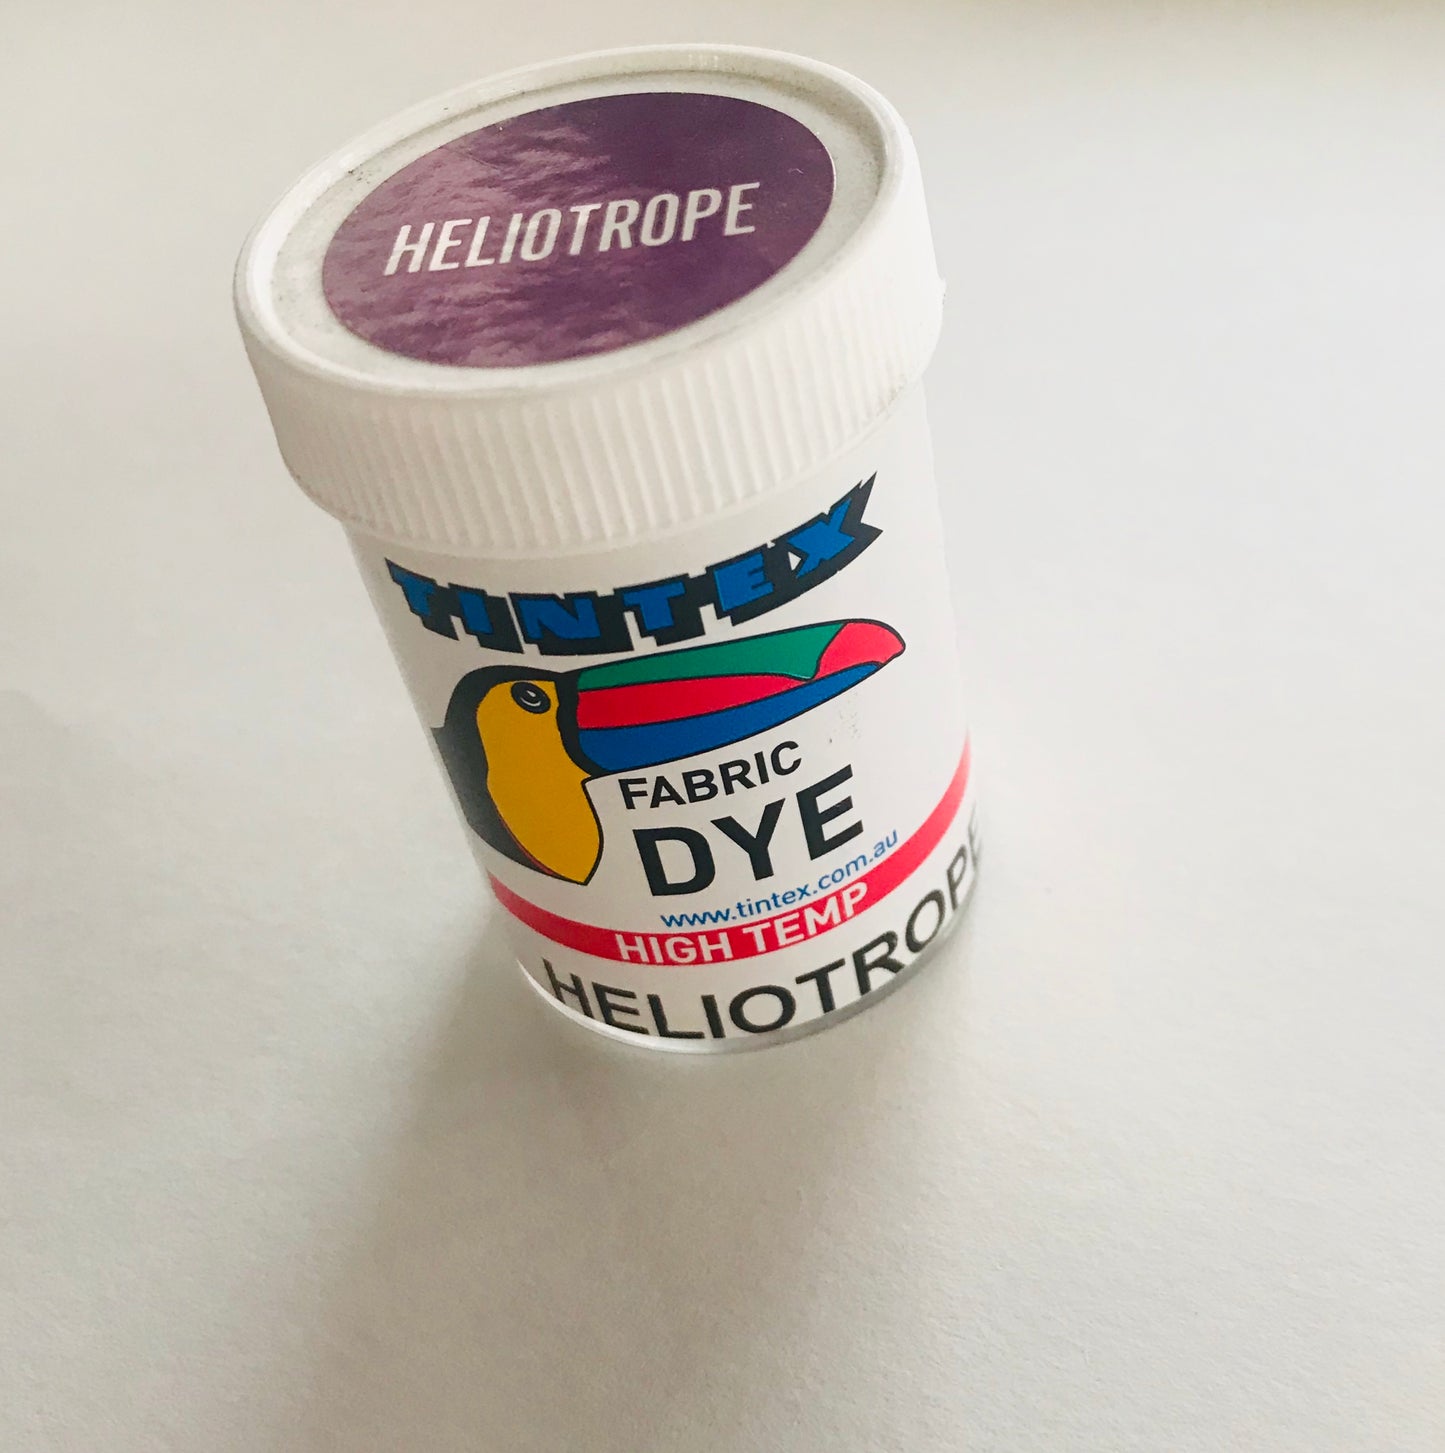 HELIOTROPE
TINTEX
FABRIC
DYE
www.tintex.com.au
HIGH TEMP
HELIOTROPE